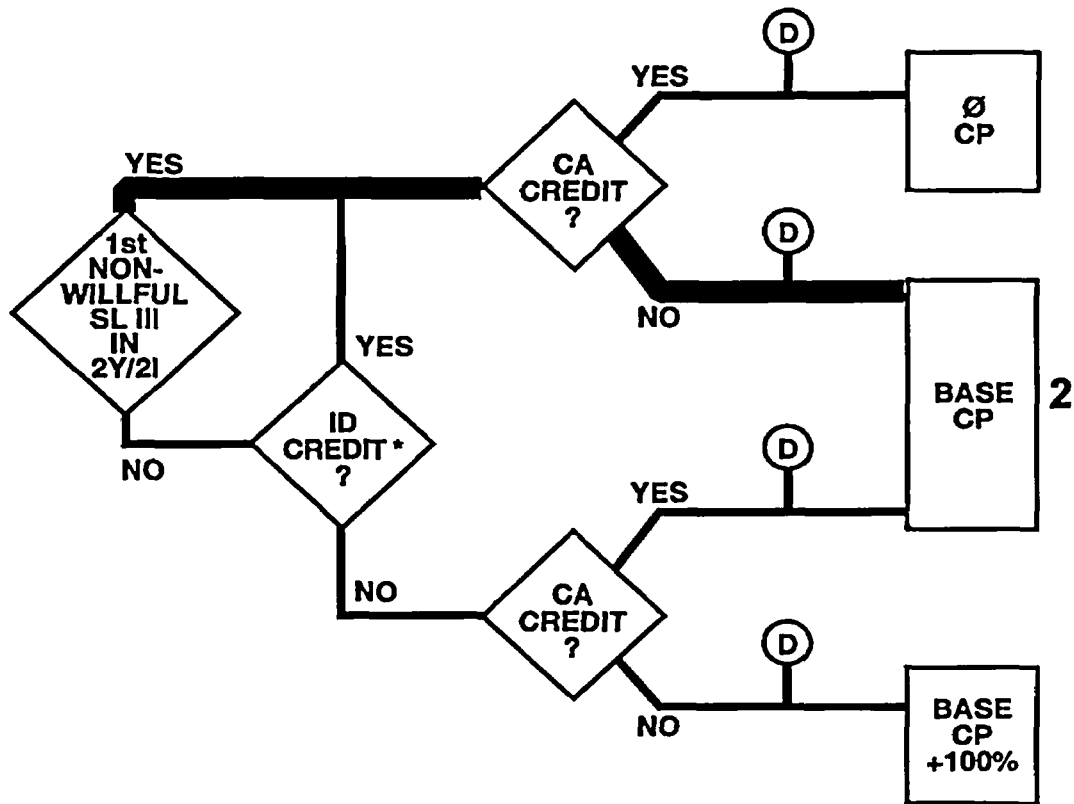 D
YES
Ø
CP
YES
CA
CREDIT
?
D
1st
NON-
WILLFUL
SL III
IN
2Y/2I
NO
YES
BASE
CP
2
ID
CREDIT*
?
D
NO
YES
NO
CA
CREDIT
?
D
NO
BASE
CP
+100%